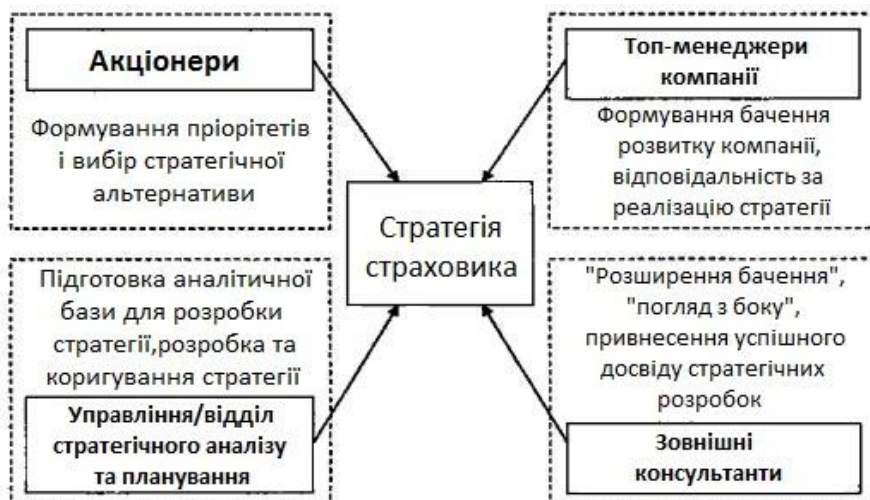 Акціонери
Формування пріорітетів
і вибір стратегічної
альтернативи
Топ-менеджери
компанії
Формування бачення
розвитку компанії,
відповідальність за
реалізацію стратегії
Стратегія
страховика
Підготовка аналітичної
бази для розробки
стратегії,розробка та
коригування стратегії
Управління/відділ
стратегічного аналізу
та планування
"Розширення бачення",
"погляд з боку",
привнесення успішного
досвіду стратегічних
розробок
Зовнішні
консультанти